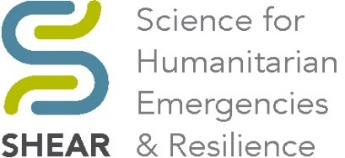 SHEAR
Science for
Humanitarian
Emergencies
& Resilience